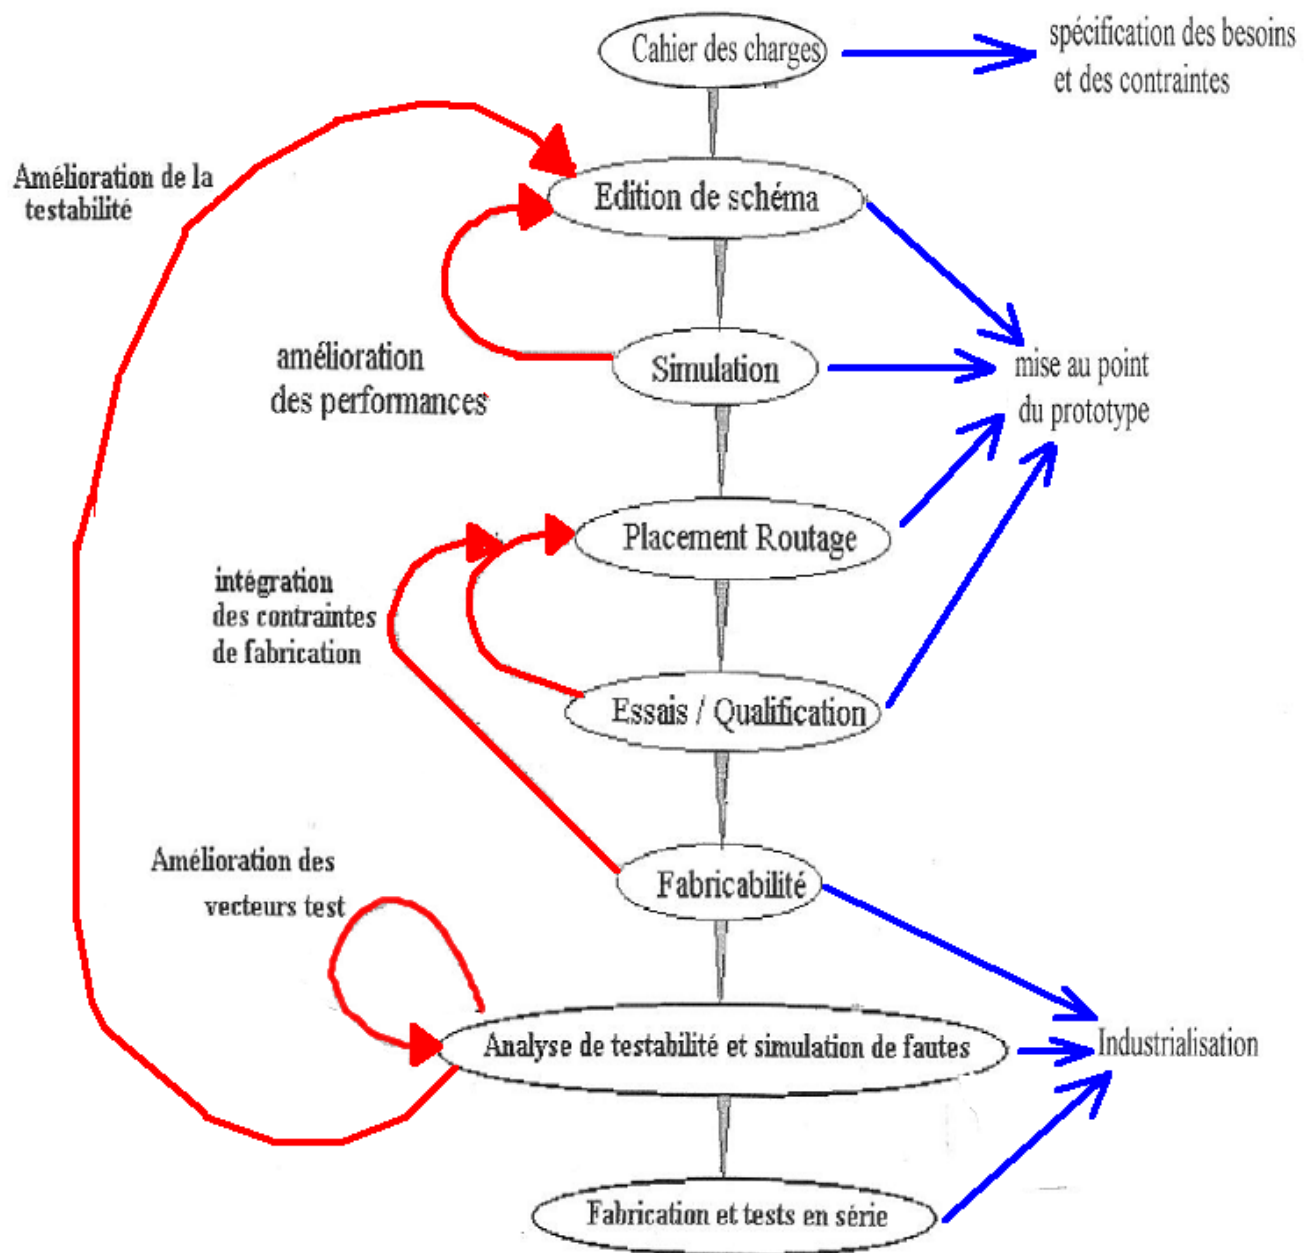 Cahier des charges
spécification des besoins
et des contraintes
Amélioration de la
testabilité
Edition de schéma
amélioration
des performances
Simulation
mise au point
du prototype
Placement Routage
intégration
des contraintes
de fabrication
Essais / Qualification
Amélioration des
vecteurs test
Fabricabilité
Analyse de testabilité et simulation de fautes
Industrialisation
Fabrication et tests en série